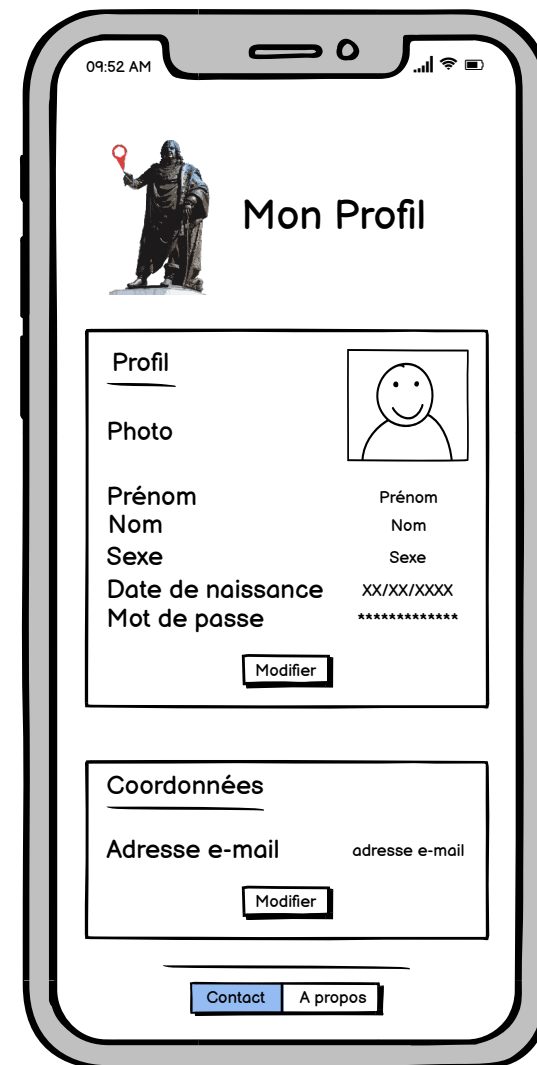 09:52 AM
Mon Profil
Profil
Photo
Prénom Prénom
Nom Nom
Sexe Sexe
Date de naissance XX/XX/XXXX
Mot de passe *************
Modifier
Coordonnées
Adresse e-mail adresse e-mail
Modifier
Contact A propos